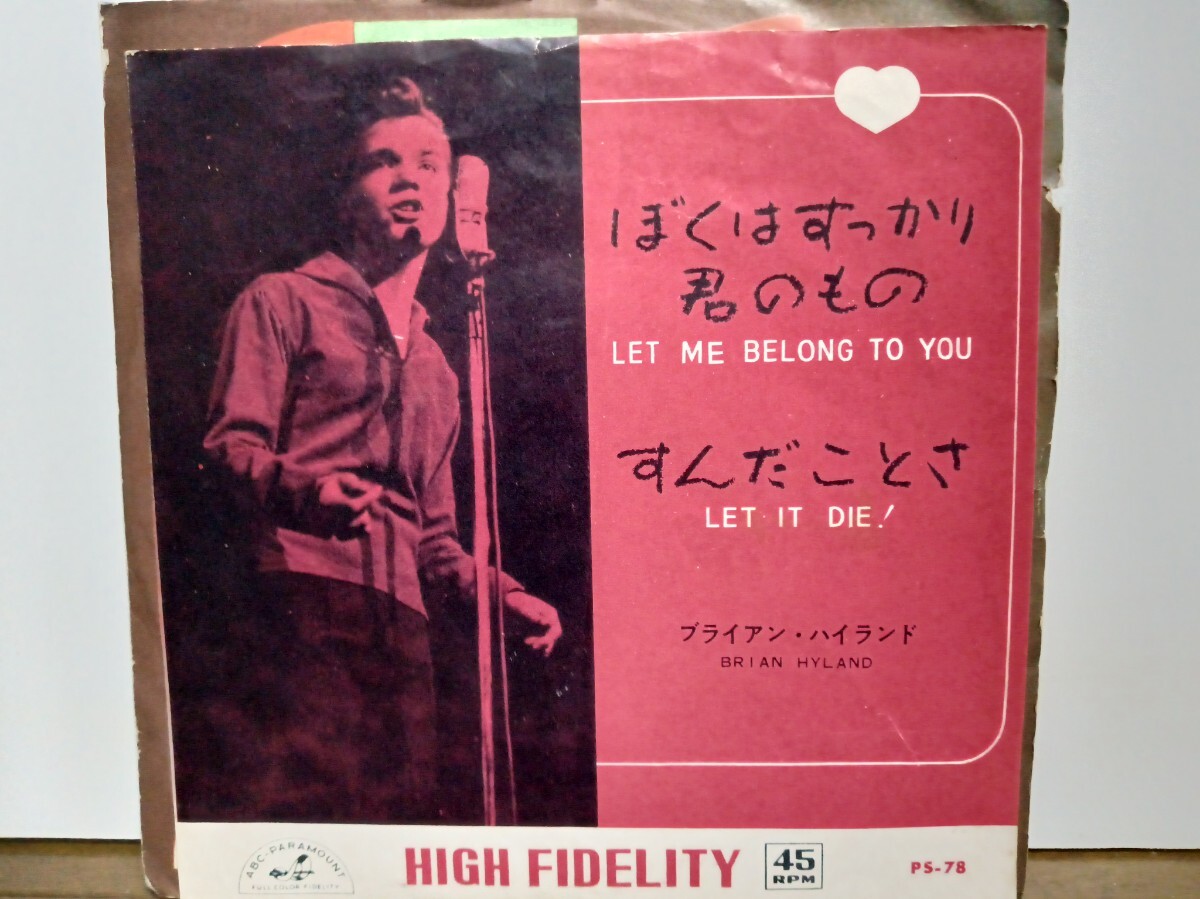 ぼくはすっかり
君のもの
LET ME BELONG TO YOU
すんだことさ
LET IT DIE!
ブライアン・ハイランド
BRIAN HYLAND
ABC-PARAMOUNT
FULL COLOR FIDELITY
HIGH FIDELITY
45
RPM
PS-78